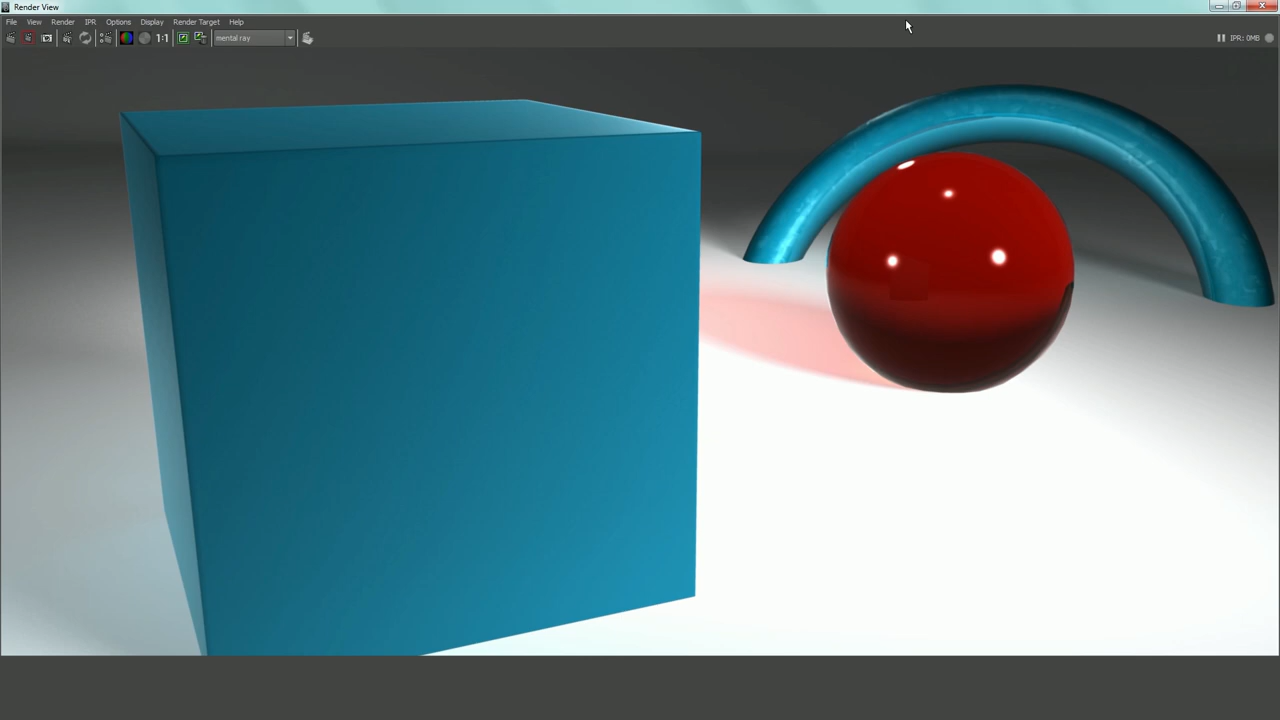 Render View
File View Render IPR Options Display Render Target Help
1:1 mental ray IPR: 0MB